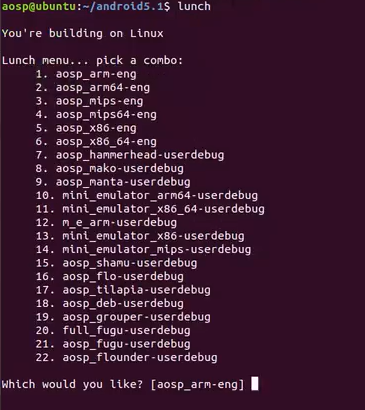 aosp@ubuntu:~/android5.1$ lunch
You're building on Linux
Lunch menu... pick a combo:
1. aosp_arm-eng
2. aosp_arm64-eng
3. aosp_mips-eng
4. aosp_mips64-eng
5. aosp_x86-eng
6. aosp_x86_64-eng
7. aosp_hammerhead-userdebug
8. aosp_mako-userdebug
9. aosp_manta-userdebug
10. mini_emulator_arm64-userdebug
11. mini_emulator_x86_64-userdebug
12. m_e_arm-userdebug
13. mini_emulator_x86-userdebug
14. mini_emulator_mips-userdebug
15. aosp_shamu-userdebug
16. aosp_flo-userdebug
17. aosp_tilapia-userdebug
18. aosp_deb-userdebug
19. aosp_grouper-userdebug
20. full_fugu-userdebug
21. aosp_fugu-userdebug
22. aosp_flounder-userdebug
Which would you like? [aosp_arm-eng]